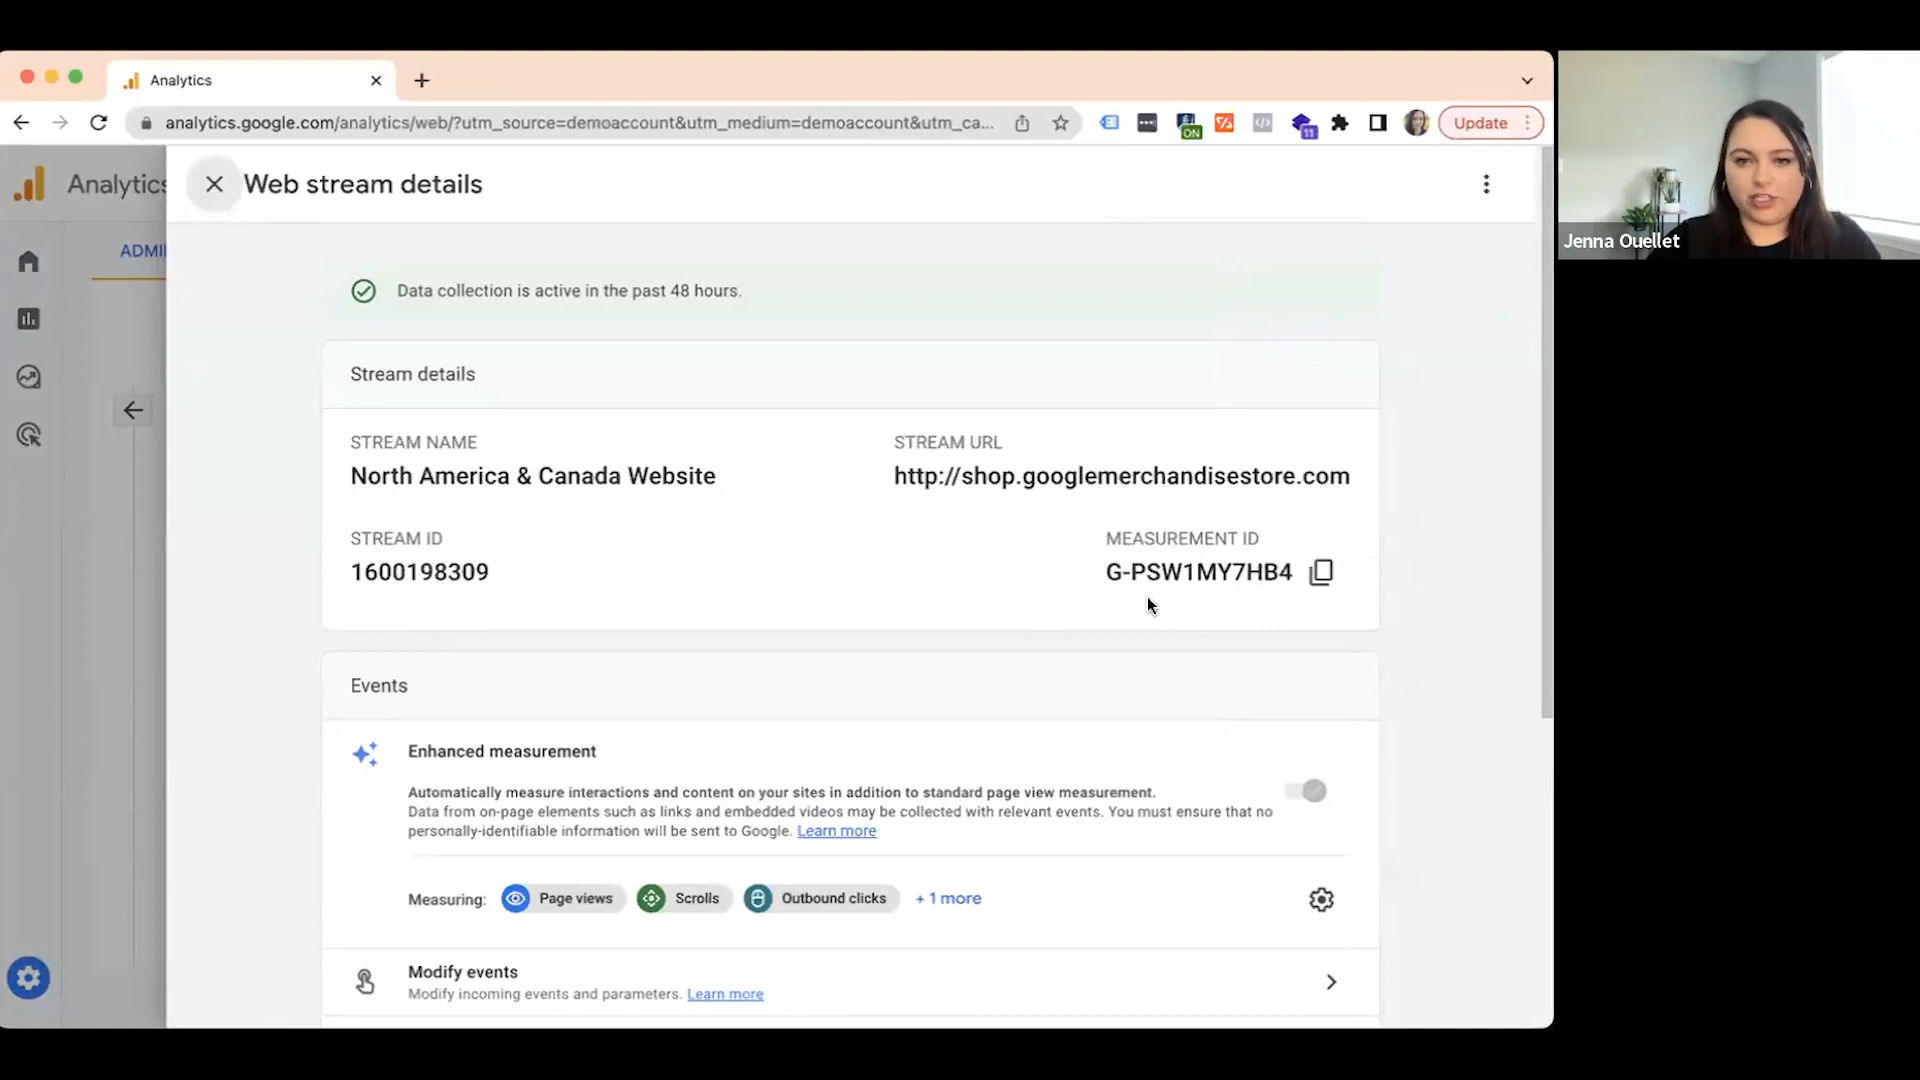 Analytics
analytics.google.com/analytics/web/?utm_source=demoaccount&utm_medium=demoaccount&utm_ca...
ON
11
Update
Analytics
Web stream details
Jenna Ouellet
ADMI
Data collection is active in the past 48 hours.
Stream details
STREAM NAME
STREAM URL
North America & Canada Website
http://shop.googlemerchandisestore.com
STREAM ID
MEASUREMENT ID
1600198309
G-PSW1MY7HB4
Events
Enhanced measurement
Automatically measure interactions and content on your sites in addition to standard page view measurement.
Data from on-page elements such as links and embedded videos may be collected with relevant events. You must ensure that no
personally-identifiable information will be sent to Google. Learn more
Measuring: Page views Scrolls Outbound clicks + 1 more
Modify events
Modify incoming events and parameters. Learn more